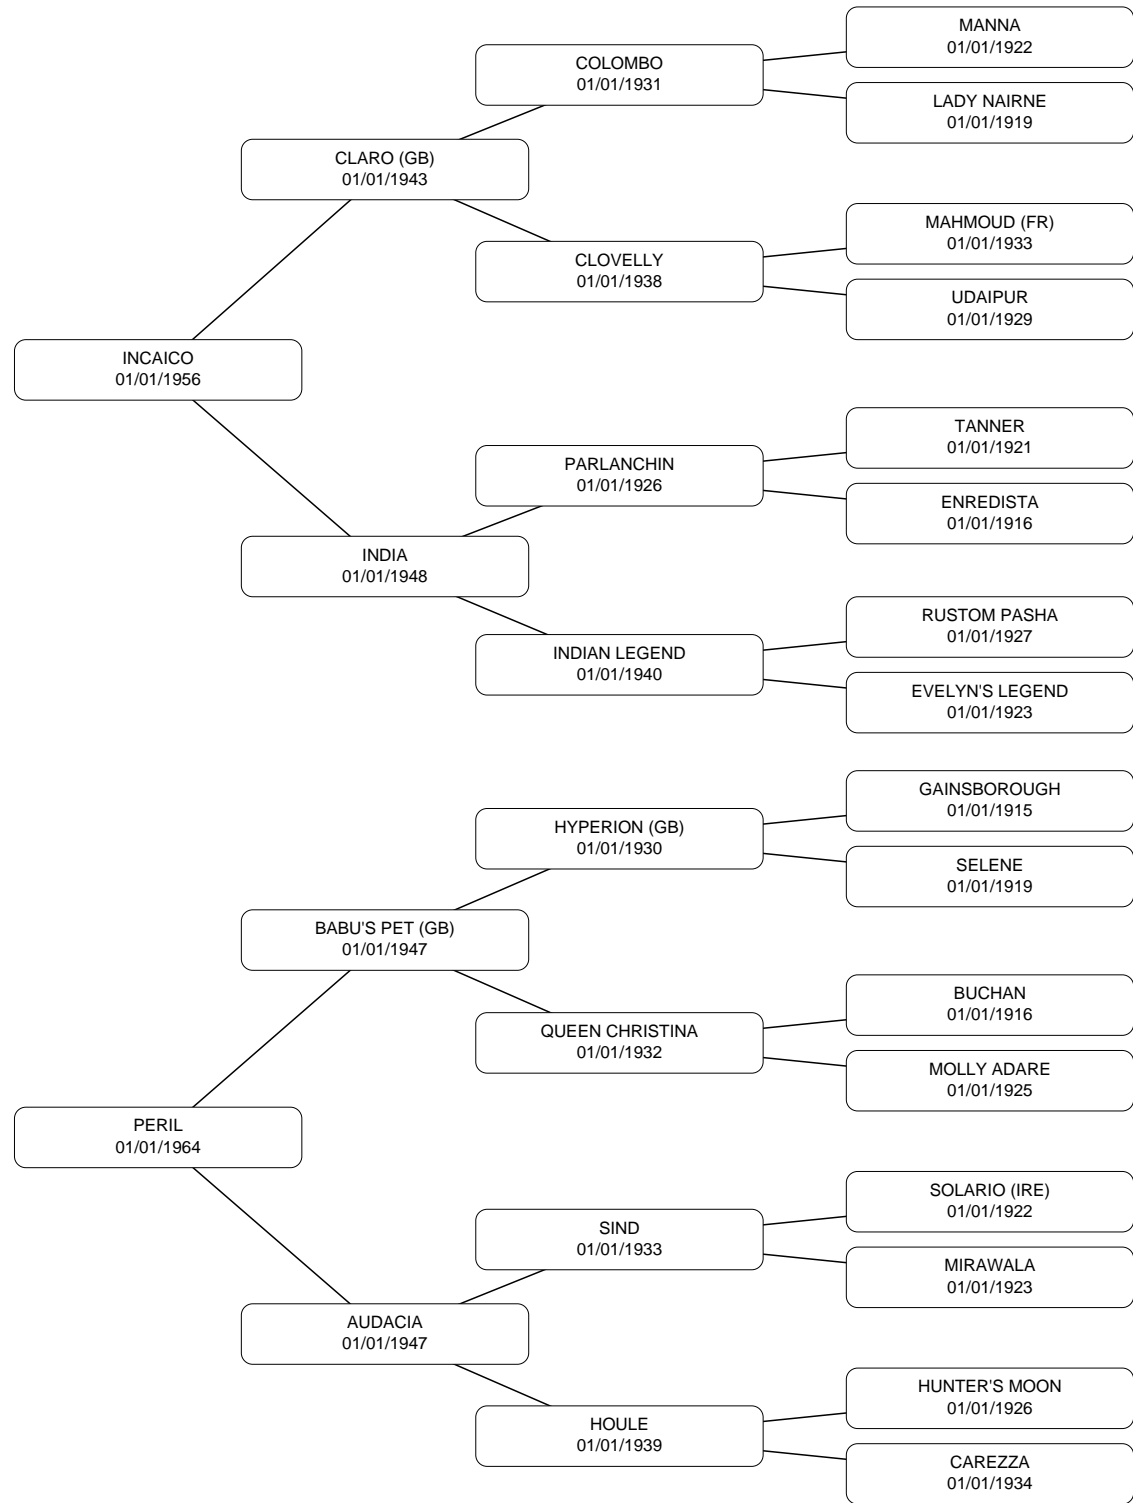 MANNA
01/01/1922
COLOMBO
01/01/1931
LADY NAIRNE
01/01/1919
CLARO (GB)
01/01/1943
MAHMOUD (FR)
01/01/1933
CLOVELLY
01/01/1938
UDAIPUR
01/01/1929
INCAICO
01/01/1956
TANNER
01/01/1921
PARLANCHIN
01/01/1926
ENREDISTA
01/01/1916
INDIA
01/01/1948
RUSTOM PASHA
01/01/1927
INDIAN LEGEND
01/01/1940
EVELYN'S LEGEND
01/01/1923
GAINSBOROUGH
01/01/1915
HYPERION (GB)
01/01/1930
SELENE
01/01/1919
BABU'S PET (GB)
01/01/1947
BUCHAN
01/01/1916
QUEEN CHRISTINA
01/01/1932
MOLLY ADARE
01/01/1925
PERIL
01/01/1964
SOLARIO (IRE)
01/01/1922
SIND
01/01/1933
MIRAWALA
01/01/1923
AUDACIA
01/01/1947
HUNTER'S MOON
01/01/1926
HOULE
01/01/1939
CAREZZA
01/01/1934